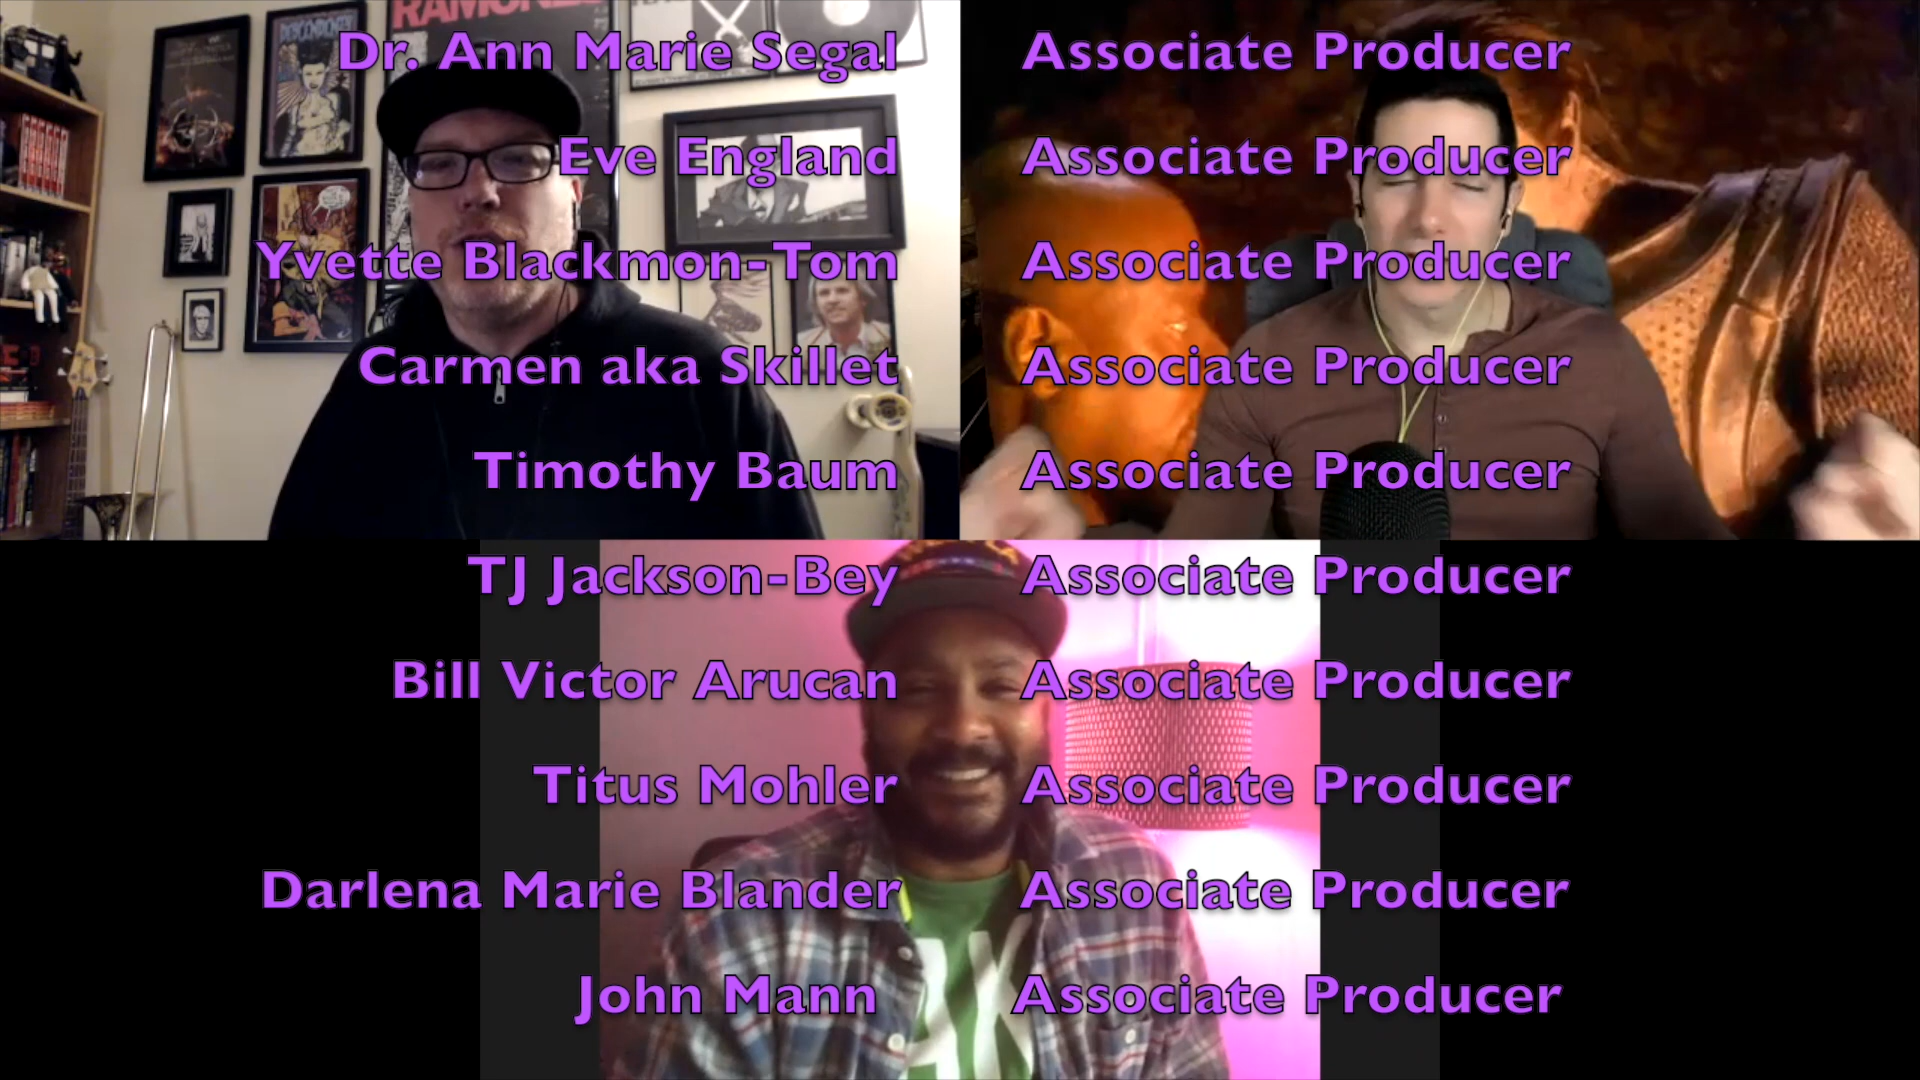 RAMONES
Dr. Ann Marie Segal Associate Producer
Eve England Associate Producer
Yvette Blackmon-Tom Associate Producer
Carmen aka Skillet Associate Producer
Timothy Baum Associate Producer
TJ Jackson-Bey Associate Producer
Bill Victor Arucan Associate Producer
Titus Mohler Associate Producer
Darlena Marie Blander Associate Producer
John Mann Associate Producer